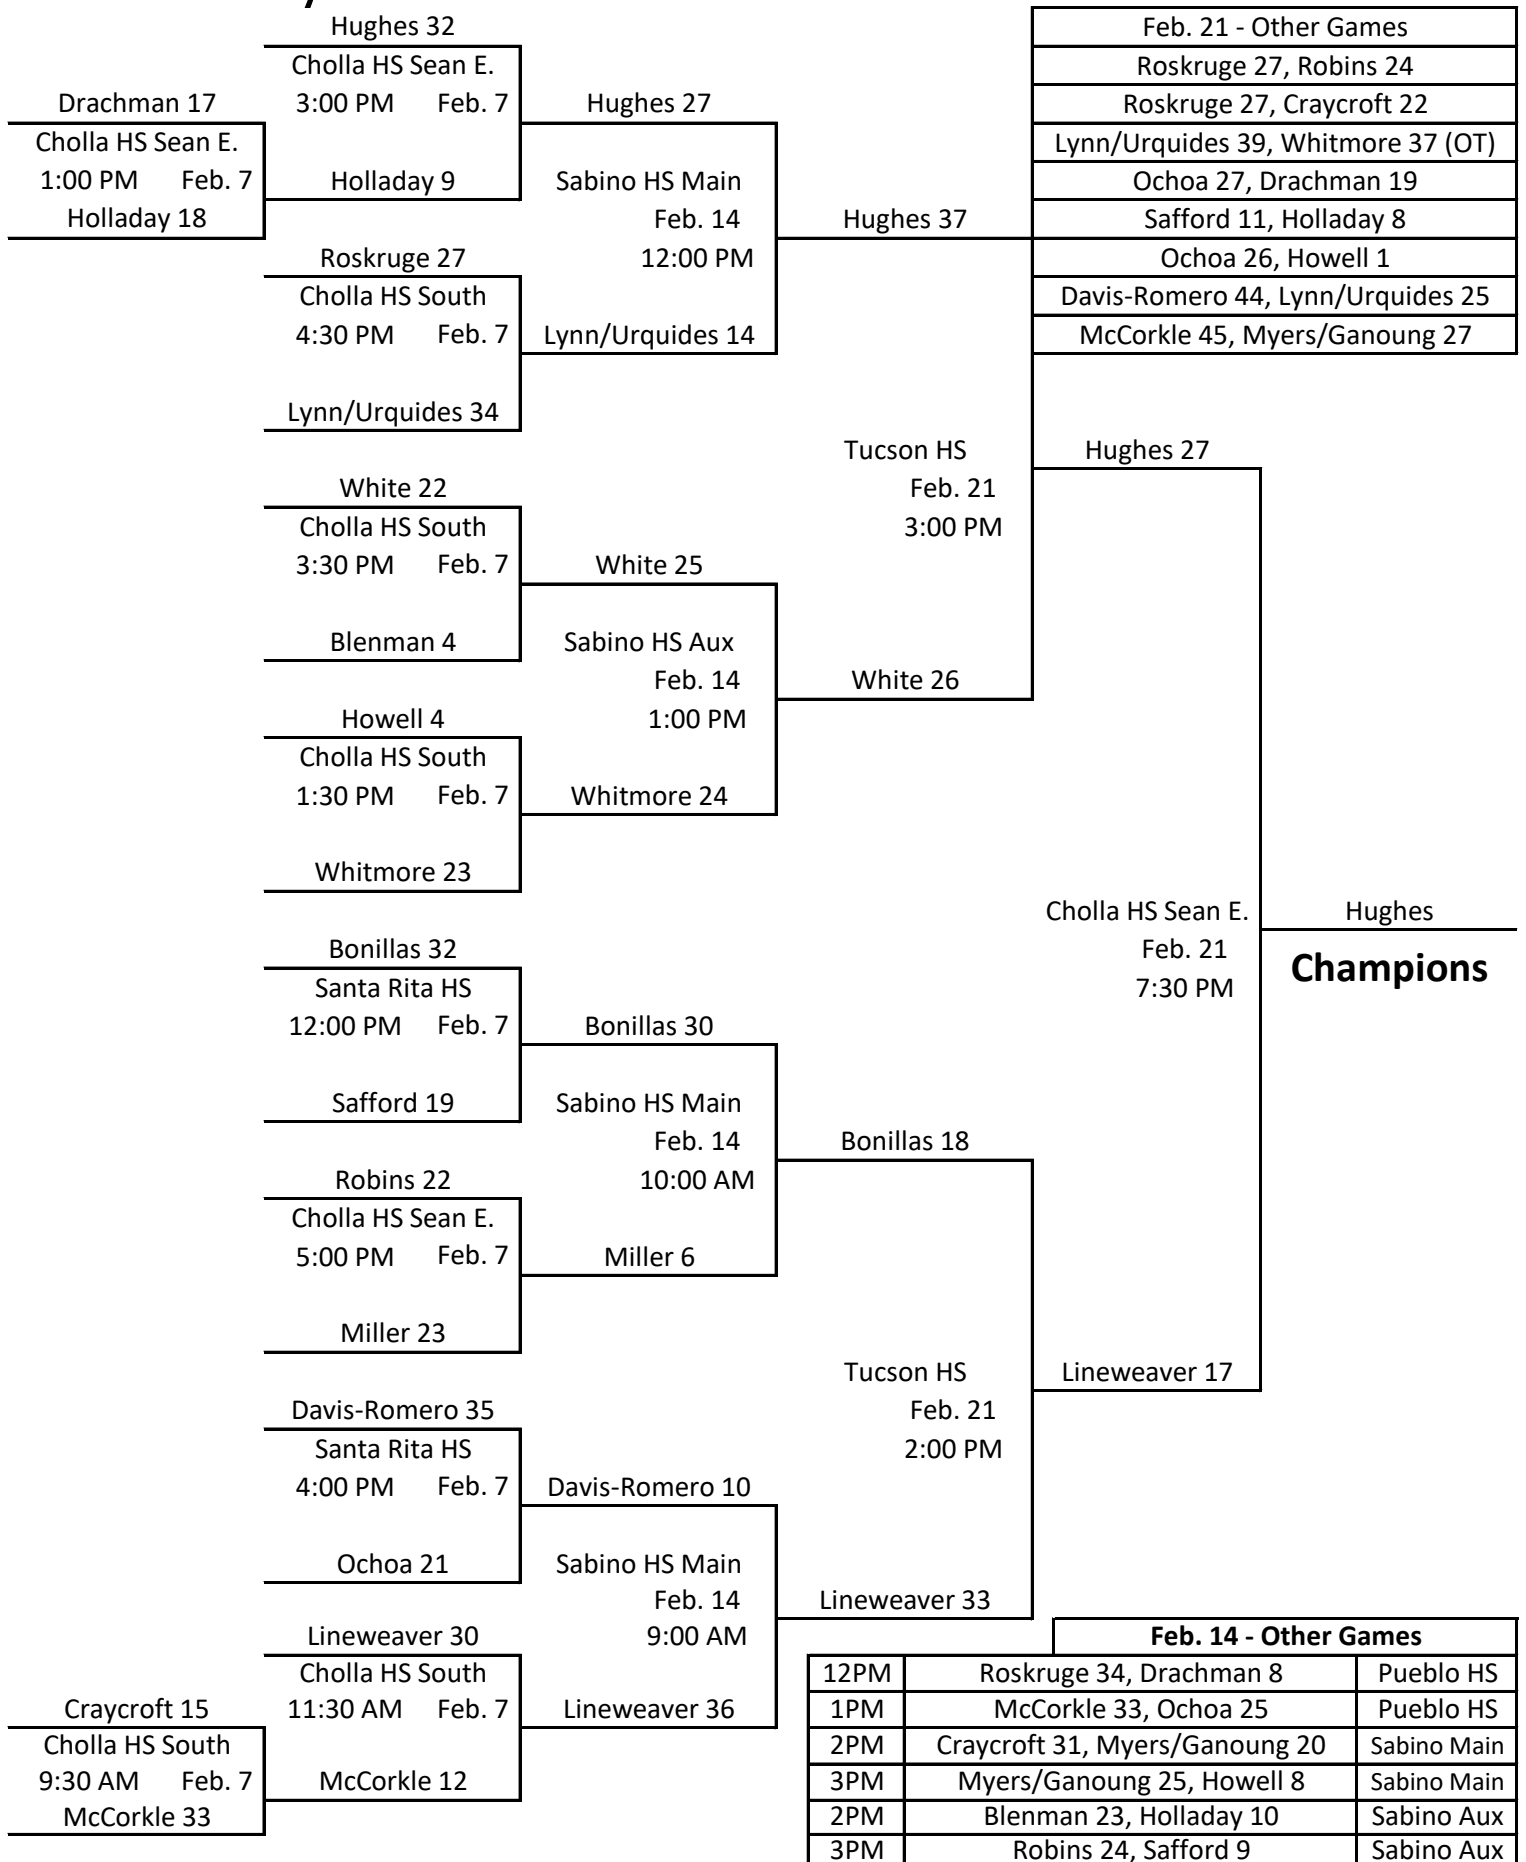 Hughes 32
Cholla HS Sean E.
3:00 PM Feb. 7
Holladay 9
Drachman 17
Cholla HS Sean E.
1:00 PM Feb. 7
Holladay 18
Hughes 27
Sabino HS Main
Feb. 14
12:00 PM
Lynn/Urquides 14
Roskruge 27
Cholla HS South
4:30 PM Feb. 7
Lynn/Urquides 34
Hughes 37
Tucson HS
Feb. 21
3:00 PM
White 26
White 22
Cholla HS South
3:30 PM Feb. 7
Blenman 4
White 25
Sabino HS Aux
Feb. 14
1:00 PM
Whitmore 24
Howell 4
Cholla HS South
1:30 PM Feb. 7
Whitmore 23
Feb. 21 - Other Games
Roskruge 27, Robins 24
Roskruge 27, Craycroft 22
Lynn/Urquides 39, Whitmore 37 (OT)
Ochoa 27, Drachman 19
Safford 11, Holladay 8
Ochoa 26, Howell 1
Davis-Romero 44, Lynn/Urquides 25
McCorkle 45, Myers/Ganoung 27
Hughes 27
Cholla HS Sean E.
Feb. 21
7:30 PM
Lineweaver 17
Hughes
Champions
Bonillas 32
Santa Rita HS
12:00 PM Feb. 7
Safford 19
Bonillas 30
Sabino HS Main
Feb. 14
10:00 AM
Miller 6
Robins 22
Cholla HS Sean E.
5:00 PM Feb. 7
Miller 23
Bonillas 18
Tucson HS
Feb. 21
2:00 PM
Lineweaver 33
Davis-Romero 35
Santa Rita HS
4:00 PM Feb. 7
Ochoa 21
Davis-Romero 10
Sabino HS Main
Feb. 14
9:00 AM
Lineweaver 36
Lineweaver 30
Cholla HS South
11:30 AM Feb. 7
McCorkle 12
Craycroft 15
Cholla HS South
9:30 AM Feb. 7
McCorkle 33
Feb. 14 - Other Games
12PM Roskruge 34, Drachman 8 Pueblo HS
1PM McCorkle 33, Ochoa 25 Pueblo HS
2PM Craycroft 31, Myers/Ganoung 20 Sabino Main
3PM Myers/Ganoung 25, Howell 8 Sabino Main
2PM Blenman 23, Holladay 10 Sabino Aux
3PM Robins 24, Safford 9 Sabino Aux